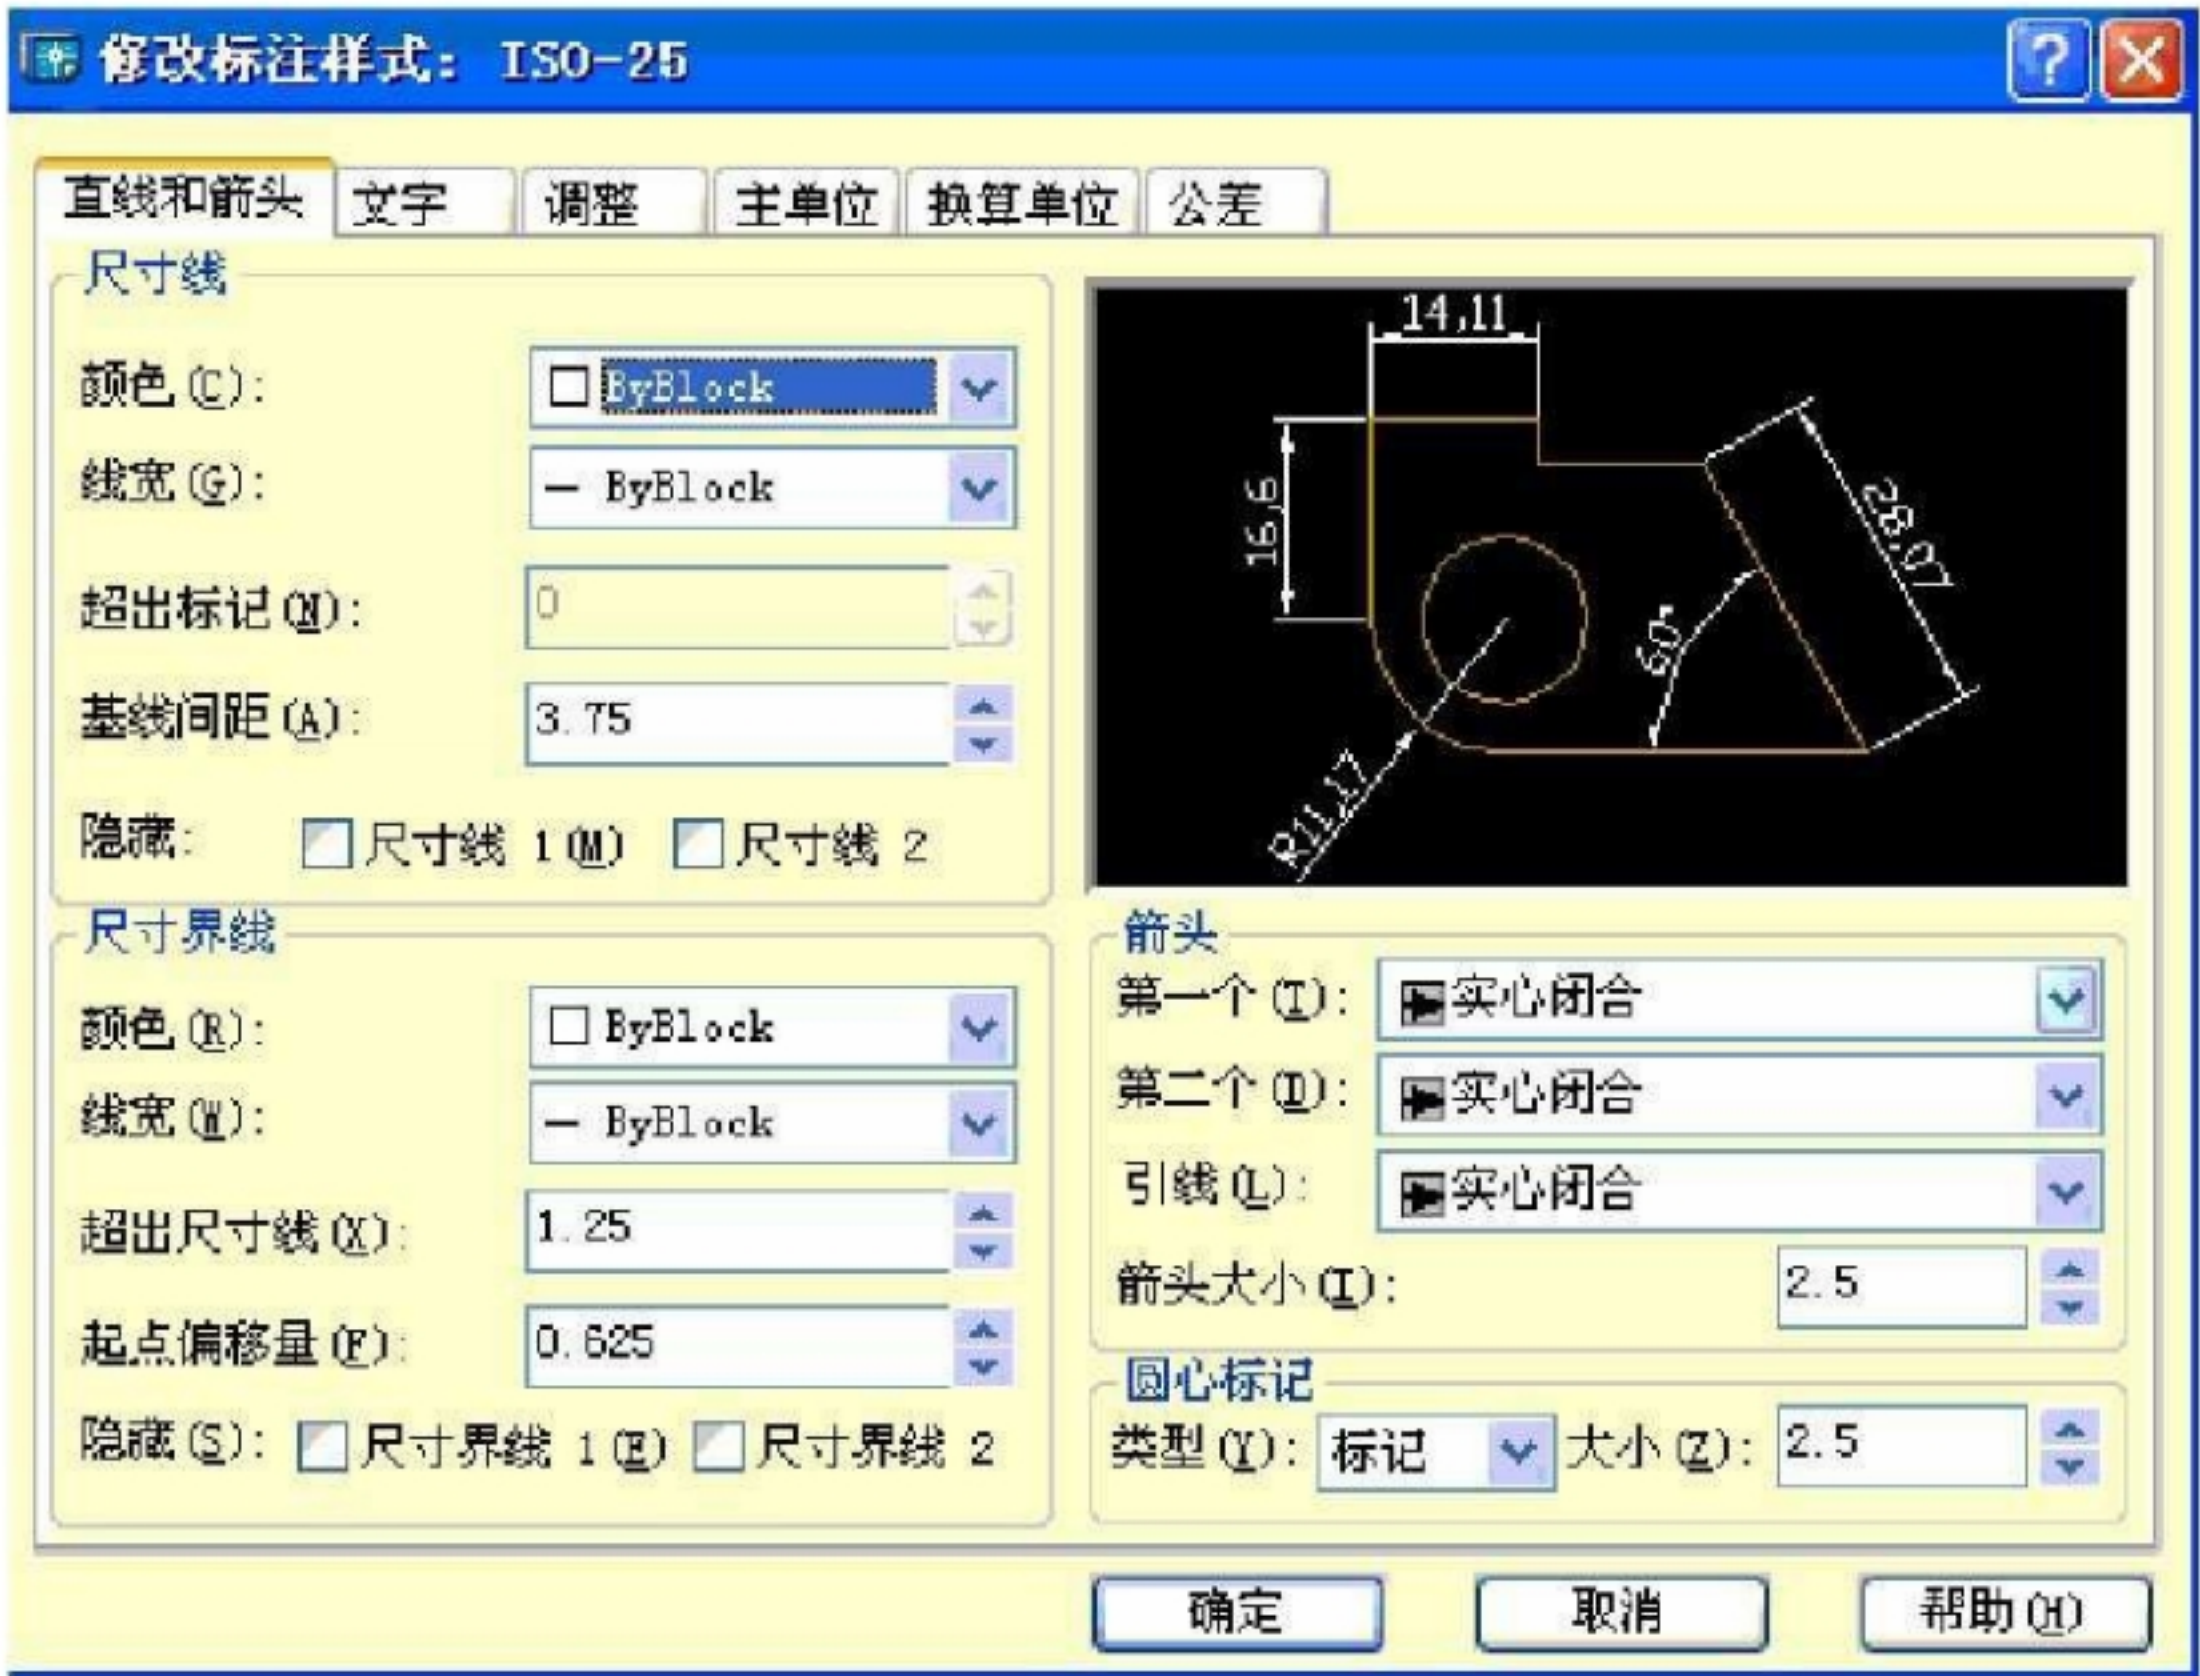 修改标注样式： ISO-25
直线和箭头 文字 调整 主单位 换算单位 公差
尺寸线
颜色(C): ByBlock
线宽(G): ByBlock
超出标记(N): 0
基线间距(A): 3.75
隐藏: 尺寸线 1(M) 尺寸线 2
14,11
16,6
28,07
60°
R11,17
尺寸界线
颜色(R): ByBlock
线宽(W): ByBlock
超出尺寸线(X): 1.25
起点偏移量(F): 0.625
隐藏(S): 尺寸界线 1(E) 尺寸界线 2
箭头
第一个(T): 实心闭合
第二个(D): 实心闭合
引线(L): 实心闭合
箭头大小(I): 2.5
圆心标记
类型(Y): 标记 大小(Z): 2.5
确定 取消 帮助(H)